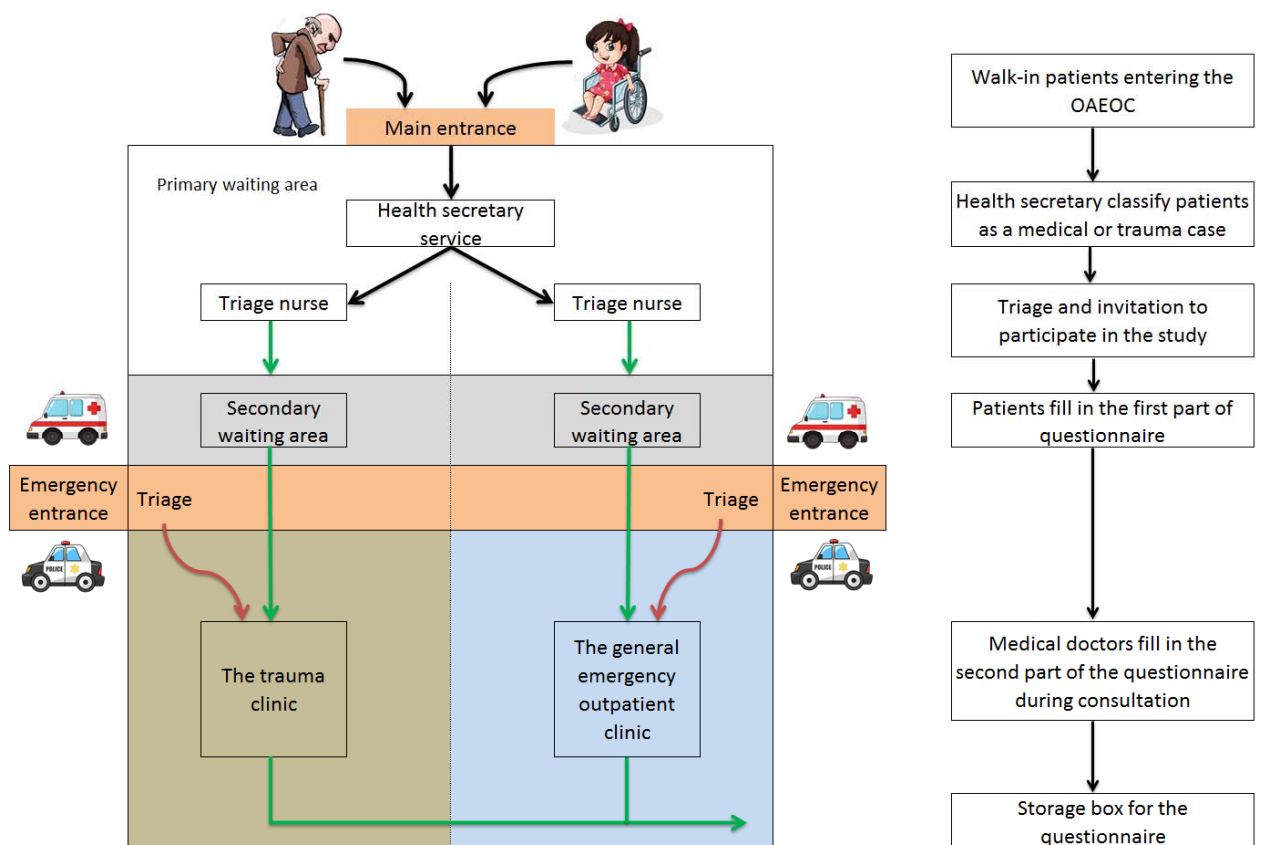 Main entrance
Primary waiting area
Health secretary
service
Triage nurse
Triage nurse
Secondary
waiting area
Secondary
waiting area
Emergency
entrance
Triage
Triage
Emergency
entrance
POLICE
POLICE
The trauma
clinic
The general
emergency
outpatient
clinic
Walk-in patients entering the
OAEOC
Health secretary classify patients
as a medical or trauma case
Triage and invitation to
participate in the study
Patients fill in the first part of
questionnaire
Medical doctors fill in the
second part of the questionnaire
during consultation
Storage box for the
questionnaire